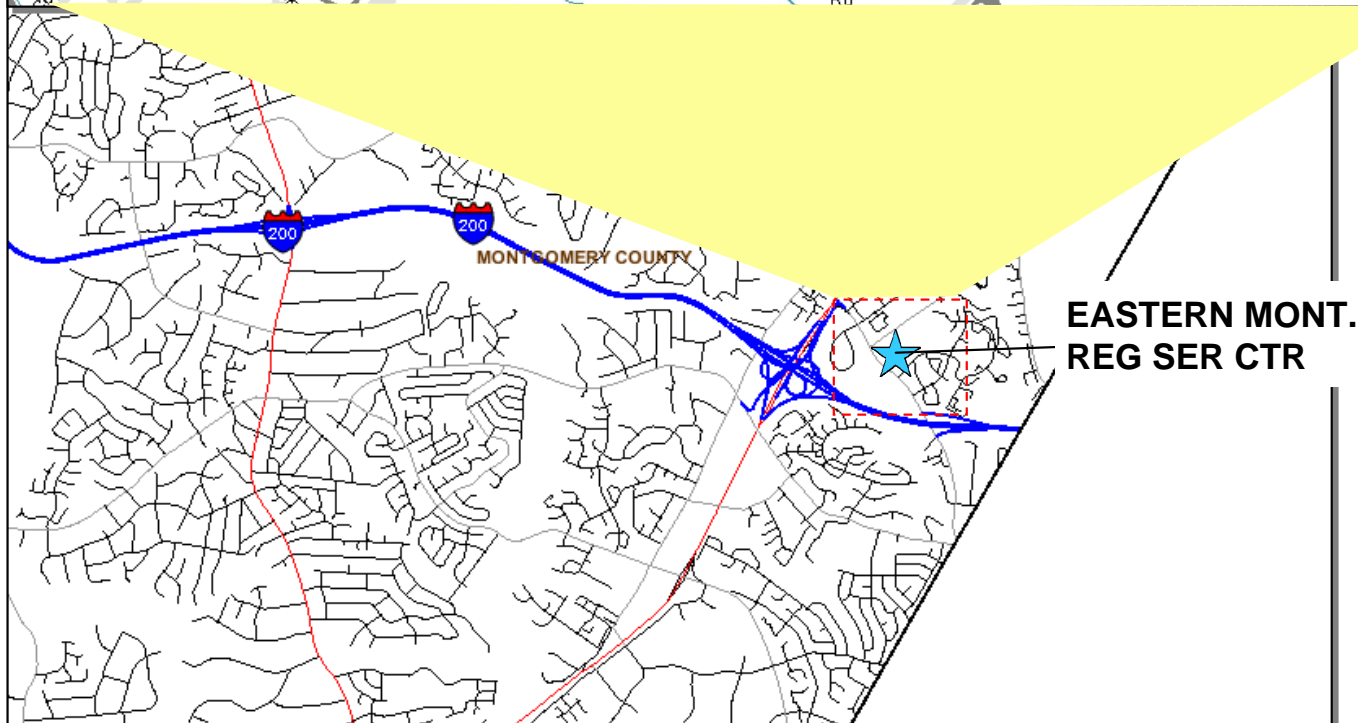 200
200
MONTGOMERY COUNTY
EASTERN MONT.
REG SER CTR